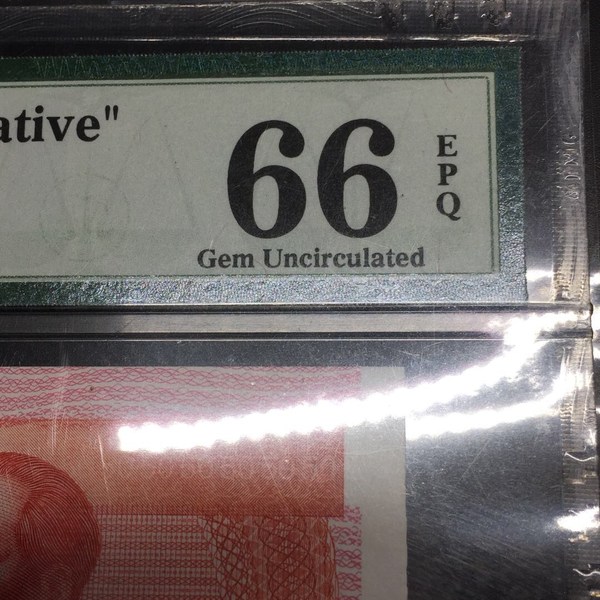 ative"
66
EPQ
Gem Uncirculated